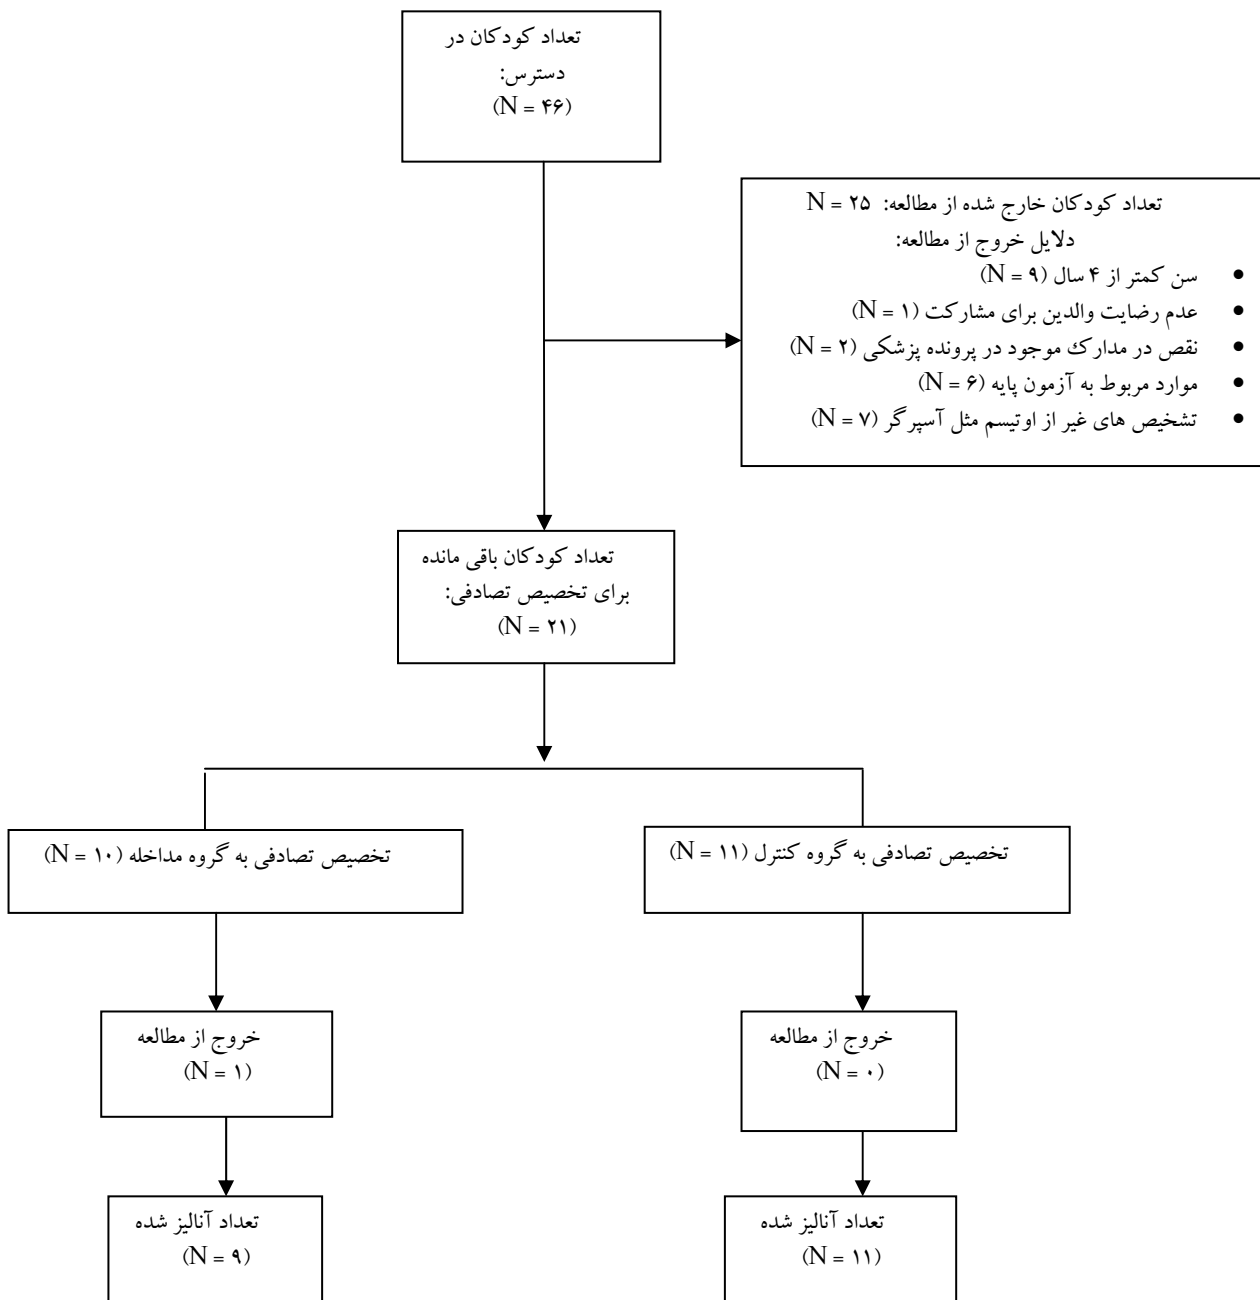 تعداد کودکان در
دسترس:
(N = ۴۶)
تعداد کودکان خارج شده از مطالعه: N = ۲۵
دلایل خروج از مطالعه:
• سن کمتر از ۴ سال (N = ۹)
• عدم رضایت والدین برای مشارکت (N = ۱)
• نقص در مدارک موجود در پرونده پزشکی (N = ۲)
• موارد مربوط به آزمون پایه (N = ۶)
• تشخیص های غیر از اوتیسم مثل آسپرگر (N = ۷)
تعداد کودکان باقی مانده
برای تخصیص تصادفی:
(N = ۲۱)
تخصیص تصادفی به گروه کنترل (N = ۱۱)
تخصیص تصادفی به گروه مداخله (N = ۱۰)
خروج از مطالعه
(N = ۰)
خروج از مطالعه
(N = ۱)
تعداد آنالیز شده
(N = ۱۱)
تعداد آنالیز شده
(N = ۹)